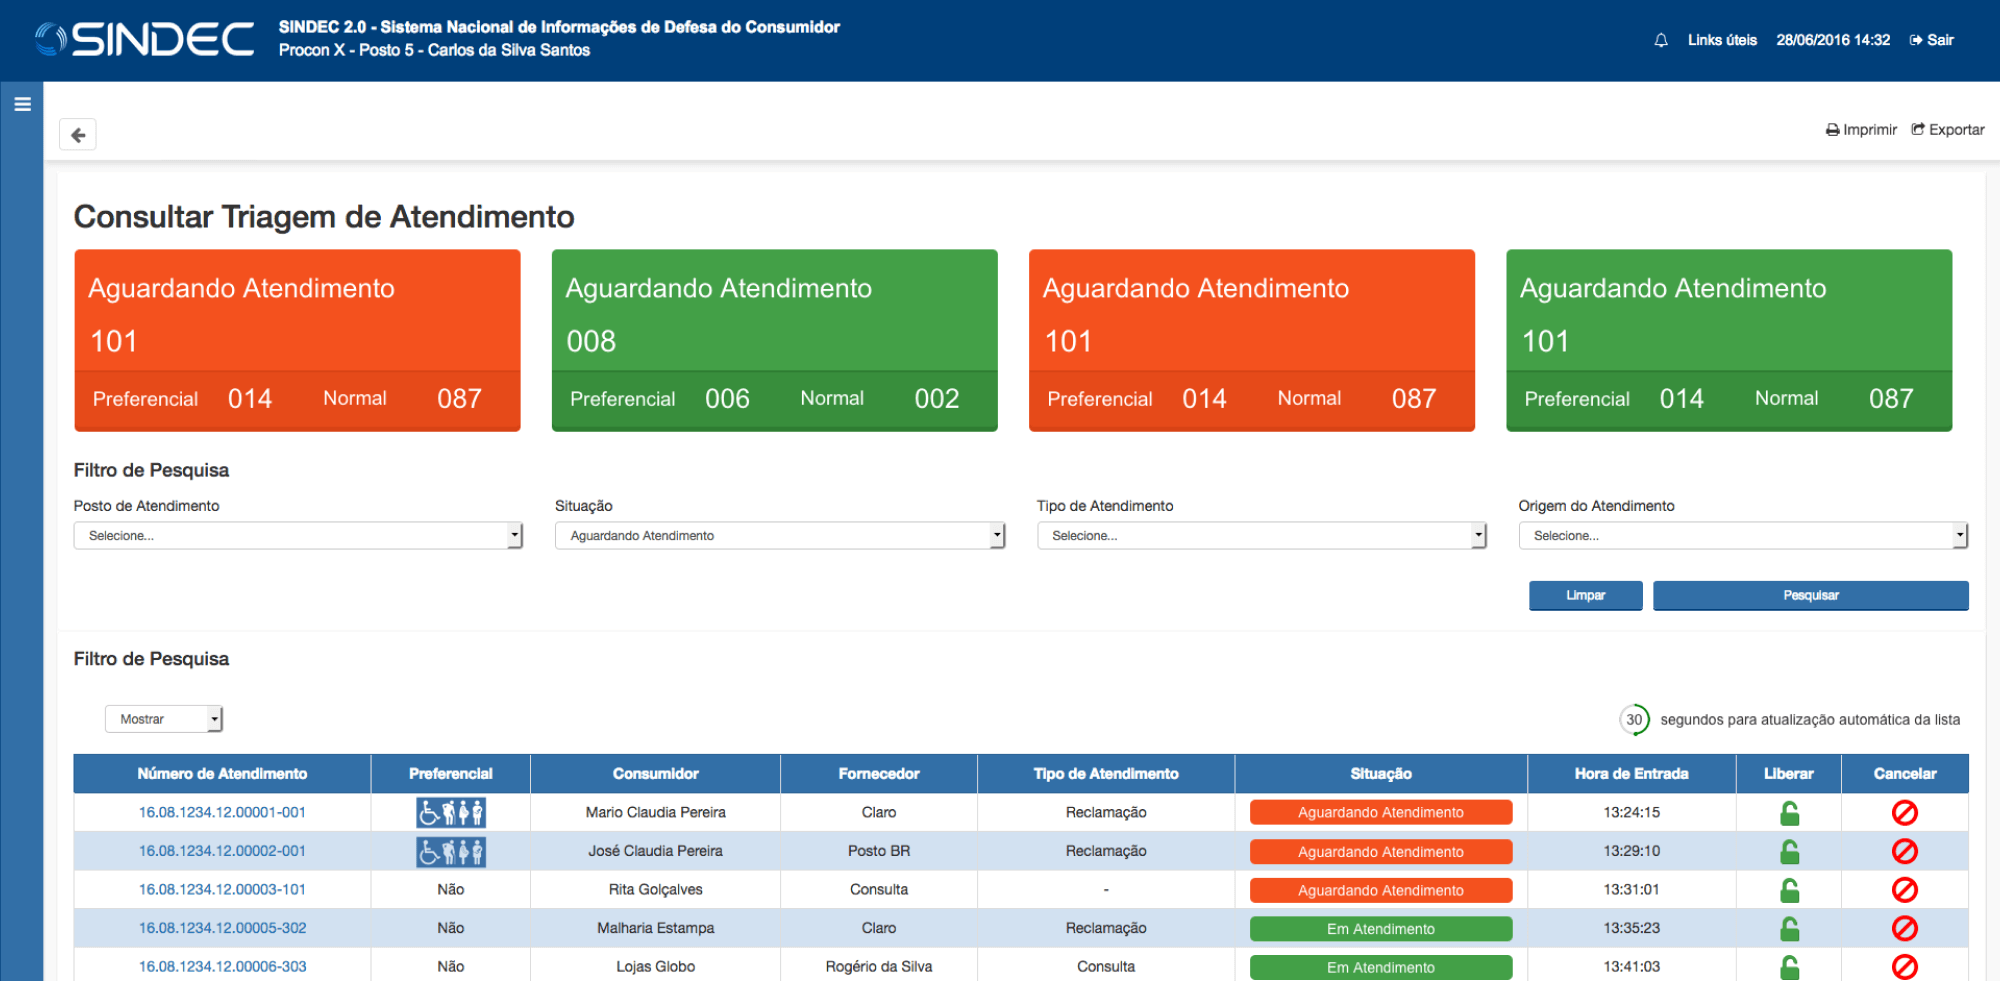 SINDEC
SINDEC 2.0 - Sistema Nacional de Informações de Defesa do Consumidor
Procon X - Posto 5 - Carlos da Silva Santos
Links úteis 28/06/2016 14:32 Sair
Imprimir Exportar
Consultar Triagem de Atendimento
Aguardando Atendimento
101
Preferencial 014 Normal 087
Aguardando Atendimento
008
Preferencial 006 Normal 002
Aguardando Atendimento
101
Preferencial 014 Normal 087
Aguardando Atendimento
101
Preferencial 014 Normal 087
Filtro de Pesquisa
Posto de Atendimento Situação Tipo de Atendimento Origem do Atendimento
Selecione... Aguardando Atendimento Selecione... Selecione...
Limpar Pesquisar
Filtro de Pesquisa
Mostrar 30 segundos para atualização automática da lista
Número de Atendimento Preferencial Consumidor Fornecedor Tipo de Atendimento Situação Hora de Entrada Liberar Cancelar
16.08.1234.12.00001-001 Mario Claudia Pereira Claro Reclamação Aguardando Atendimento 13:24:15
16.08.1234.12.00002-001 José Claudia Pereira Posto BR Reclamação Aguardando Atendimento 13:29:10
16.08.1234.12.00003-101 Não Rita Golçalves Consulta - Aguardando Atendimento 13:31:01
16.08.1234.12.00005-302 Não Malharia Estampa Claro Reclamação Em Atendimento 13:35:23
16.08.1234.12.00006-303 Não Lojas Globo Rogério da Silva Consulta Em Atendimento 13:41:03